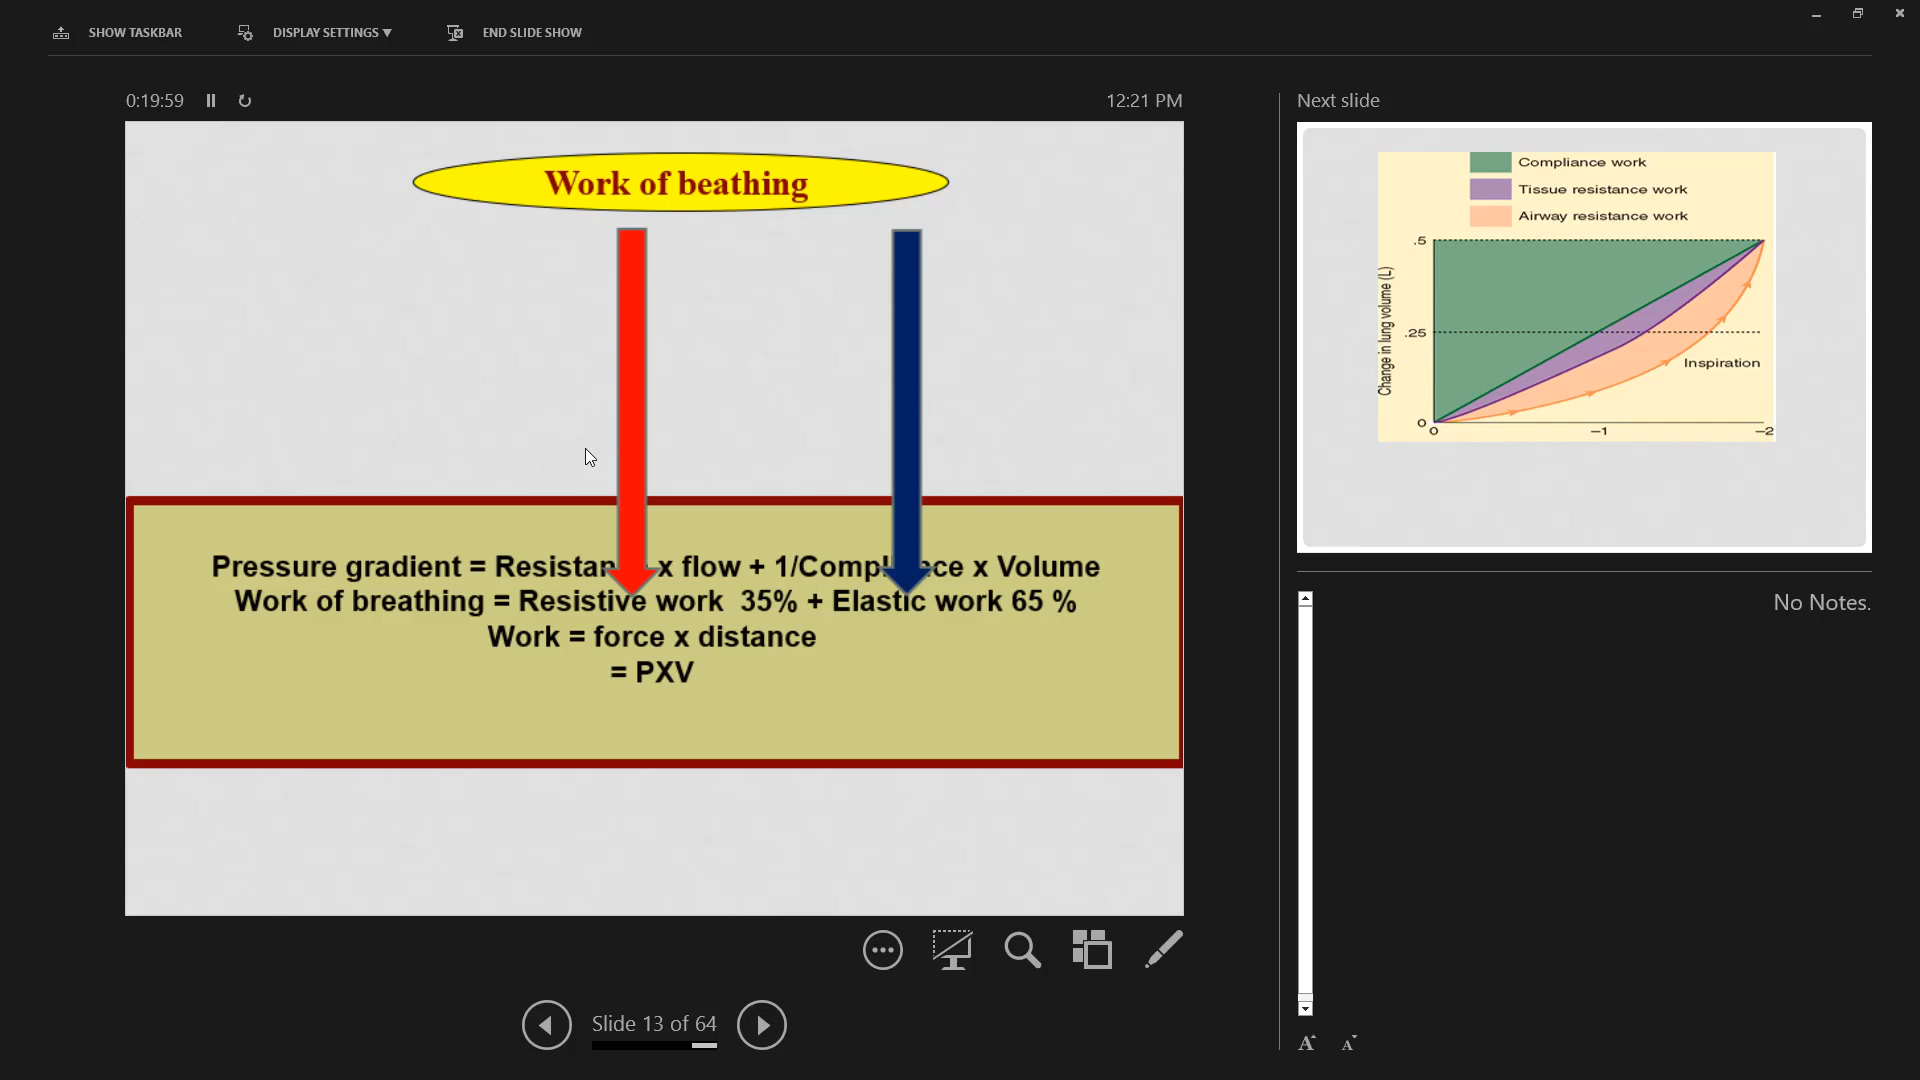 SHOW TASKBAR
DISPLAY SETTINGS ▼
END SLIDE SHOW
0:19:59
12:21 PM
Work of beathing
Pressure gradient = Resistan x flow + 1/Compl ce x Volume
Work of breathing = Resistive work 35% + Elastic work 65 %
Work = force x distance
= PXV
Slide 13 of 64
Next slide
Compliance work
Tissue resistance work
Airway resistance work
Change in lung volume (L)
.5
.25
0
Inspiration
0
–1
–2
No Notes.
A
A